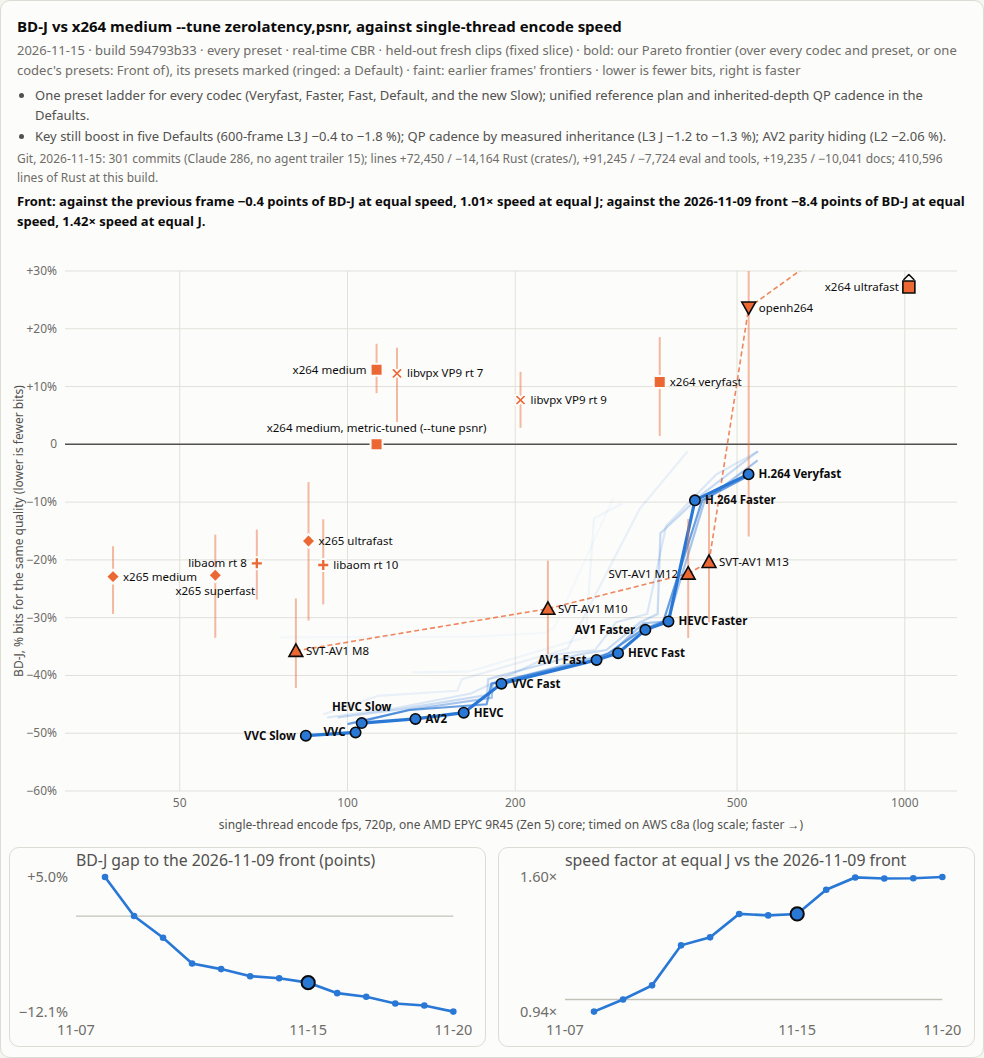 BD-J vs x264 medium --tune zerolatency,psnr, against single-thread encode speed
2026-11-15 · build 594793b33 · every preset · real-time CBR · held-out fresh clips (fixed slice) · bold: our Pareto frontier (over every codec and preset, or one
codec's presets: Front of), its presets marked (ringed: a Default) · faint: earlier frames' frontiers · lower is fewer bits, right is faster
• One preset ladder for every codec (Veryfast, Faster, Fast, Default, and the new Slow); unified reference plan and inherited-depth QP cadence in the
Defaults.
• Key still boost in five Defaults (600-frame L3 J −0.4 to −1.8 %); QP cadence by measured inheritance (L3 J −1.2 to −1.3 %); AV2 parity hiding (L2 −2.06 %).
Git, 2026-11-15: 301 commits (Claude 286, no agent trailer 15); lines +72,450 / −14,164 Rust (crates/), +91,245 / −7,724 eval and tools, +19,235 / −10,041 docs; 410,596
lines of Rust at this build.
Front: against the previous frame −0.4 points of BD-J at equal speed, 1.01× speed at equal J; against the 2026-11-09 front −8.4 points of BD-J at equal
speed, 1.42× speed at equal J.
BD-J, % bits for the same quality (lower is fewer bits)
+30%
x264 ultrafast
+20%
openh264
x264 medium
libvpx VP9 rt 7
+10%
x264 veryfast
libvpx VP9 rt 9
x264 medium, metric-tuned (--tune psnr)
0
H.264 Veryfast
−10%
H.264 Faster
x265 ultrafast
−20%
libaom rt 8
libaom rt 10
SVT-AV1 M13
x265 medium
SVT-AV1 M12
x265 superfast
SVT-AV1 M10
−30%
HEVC Faster
AV1 Faster
SVT-AV1 M8
HEVC Fast
AV1 Fast
−40%
VVC Fast
HEVC Slow
HEVC
AV2
VVC
VVC Slow
−50%
−60%
50
100
200
500
1000
single-thread encode fps, 720p, one AMD EPYC 9R45 (Zen 5) core; timed on AWS c8a (log scale; faster →)
BD-J gap to the 2026-11-09 front (points)
+5.0%
−12.1%
11-07
11-15
11-20
speed factor at equal J vs the 2026-11-09 front
1.60×
0.94×
11-07
11-15
11-20